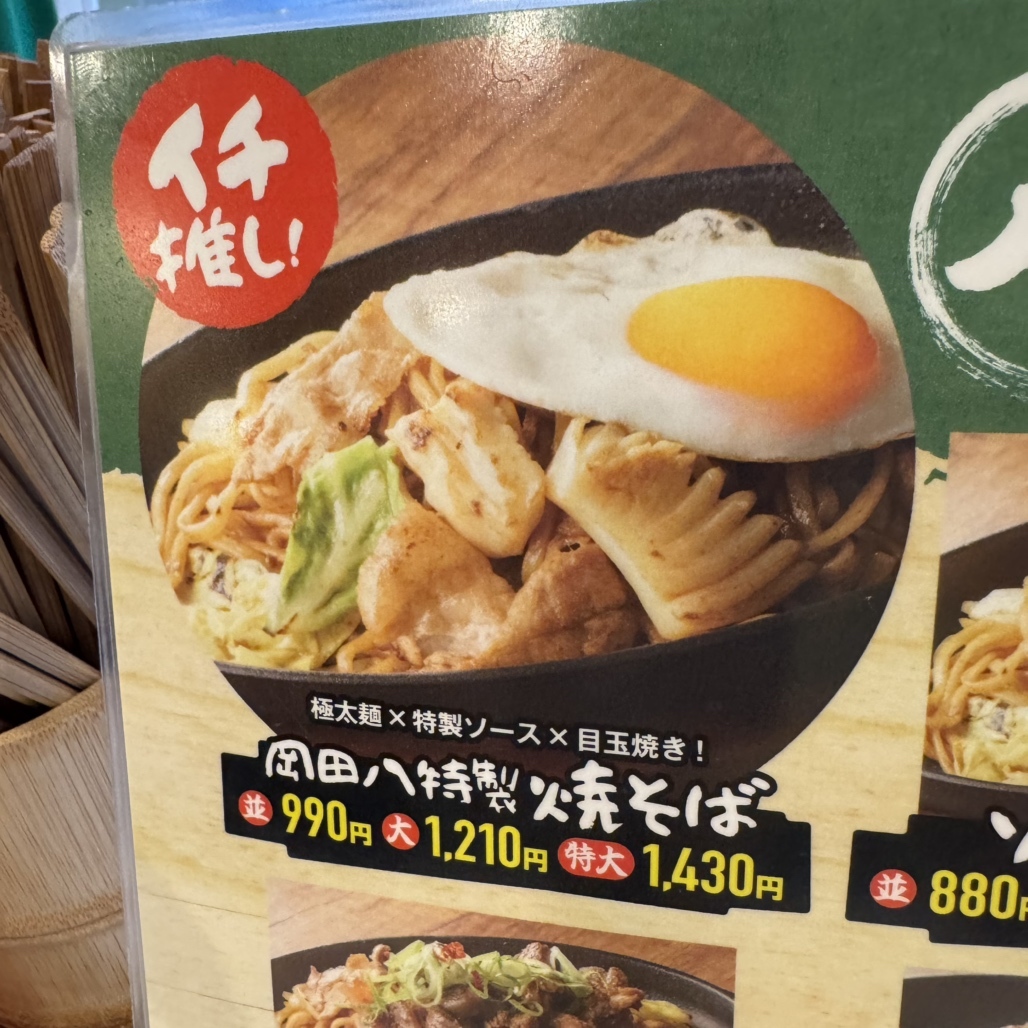 イチ
推し!
極太麺×特製ソース×目玉焼き!
岡田八特製焼そば
並 990円 大 1,210円 特大 1,430円
並 880円